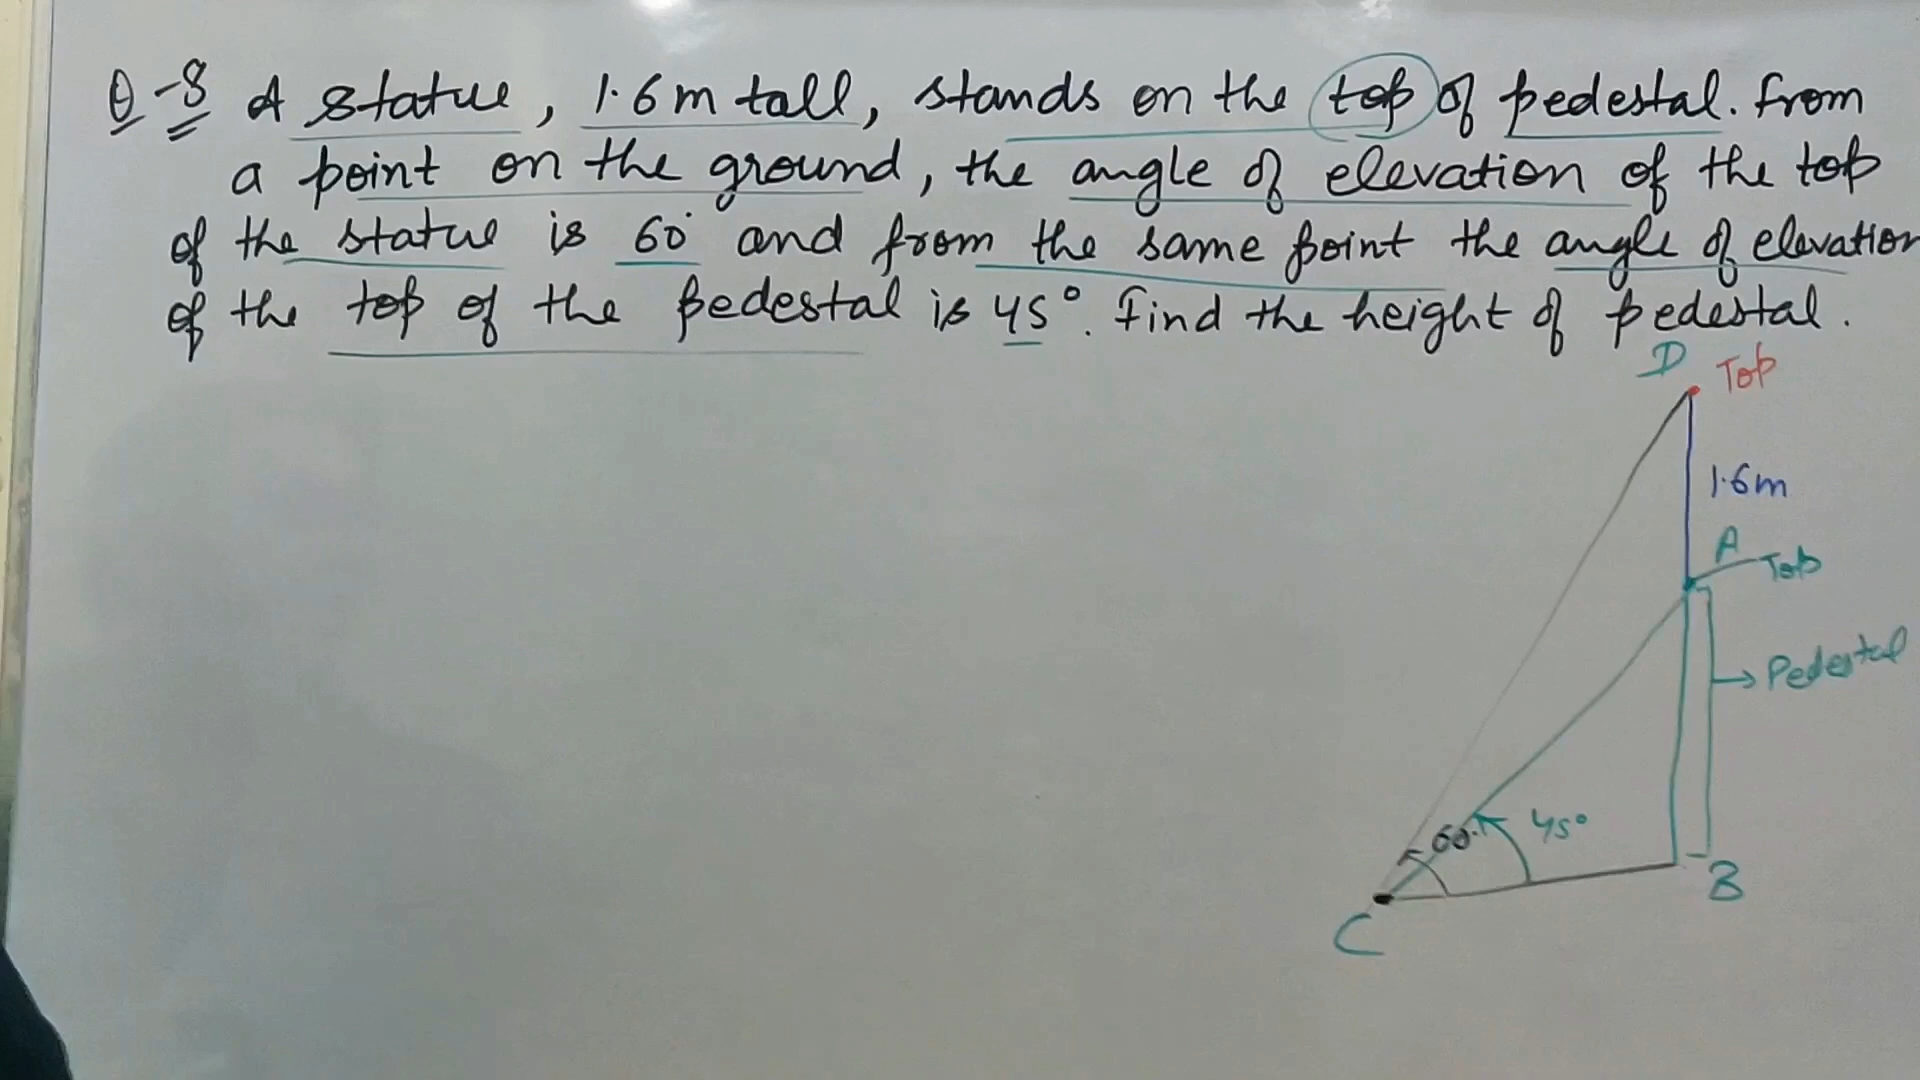 Q-8 A statue, 1.6m tall, stands on the top of pedestal. From
a point on the ground, the angle of elevation of the top
of the statue is 60° and from the same point the angle of elevation
of the top of the pedestal is 45°. Find the height of pedestal.
D Top
1.6m
A Top
Pedestal
60° 45°
B
C